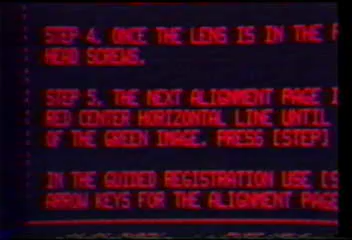 STEP 4. ONCE THE LENS IS IN THE
HEAD SCREWS.
STEP 5. THE NEXT ALIGNMENT PAGE
RED CENTER HORIZONTAL LINE UNTIL
OF THE GREEN IMAGE. PRESS [STEP]
IN THE GUIDED REGISTRATION USE [S
ARROW KEYS FOR THE ALIGNMENT PAGE